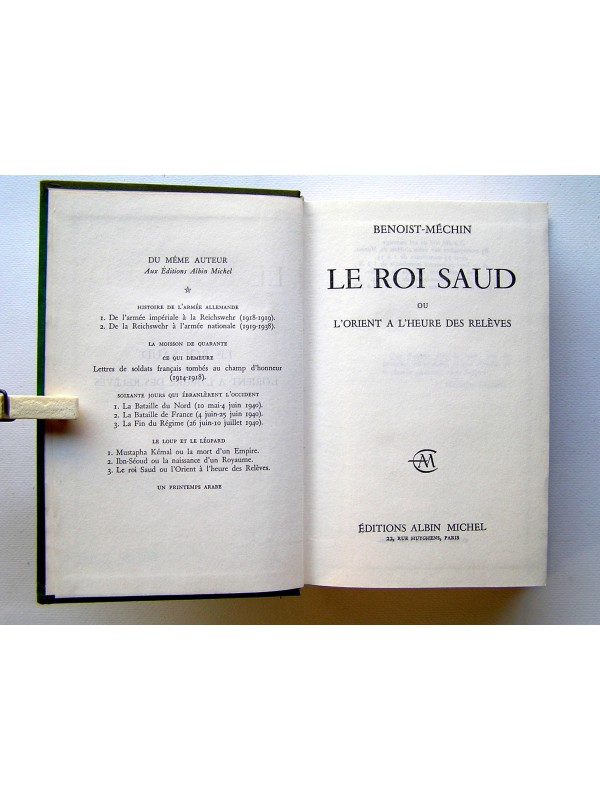 DU MÊME AUTEUR
Aux Editions Albin Michel
*
HISTOIRE DE L'ARMÉE ALLEMANDE
1. De l'armée impériale à la Reichswehr (1918-1919).
2. De la Reichswehr à l'armée nationale (1919-1938).
LA MOISSON DE QUARANTE
CE QUI DEMEURE
Lettres de soldats français tombés au champ d'honneur
(1914-1918).
SOIXANTE JOURS QUI ÉBRANLÈRENT L'OCCIDENT
1. La Bataille du Nord (10 mai-4 juin 1940).
2. La Bataille de France (4 juin-25 juin 1940).
3. La Fin du Régime (26 juin-10 juillet 1940).
LE LOUP ET LE LÉOPARD
1. Mustapha Kémal ou la mort d'un Empire.
2. Ibn-Séoud ou la naissance d'un Royaume.
3. Le roi Saud ou l'Orient à l'heure des Relèves.
UN PRINTEMPS ARABE
BENOIST-MÉCHIN
LE ROI SAUD
OU
L'ORIENT A L'HEURE DES RELÈVES
AM
ÉDITIONS ALBIN MICHEL
22, RUE HUYGHENS, PARIS